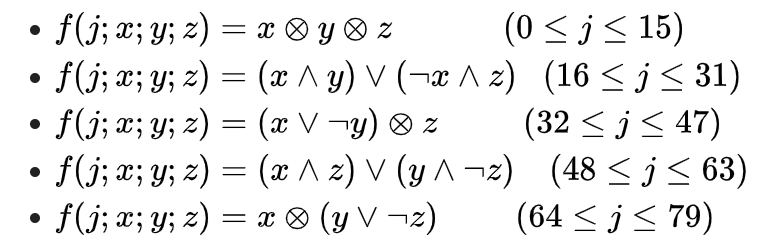 • f(j; x; y; z) = x ⊗ y ⊗ z (0 ≤ j ≤ 15)
• f(j; x; y; z) = (x ∧ y) ∨ (¬x ∧ z) (16 ≤ j ≤ 31)
• f(j; x; y; z) = (x ∨ ¬y) ⊗ z (32 ≤ j ≤ 47)
• f(j; x; y; z) = (x ∧ z) ∨ (y ∧ ¬z) (48 ≤ j ≤ 63)
• f(j; x; y; z) = x ⊗ (y ∨ ¬z) (64 ≤ j ≤ 79)